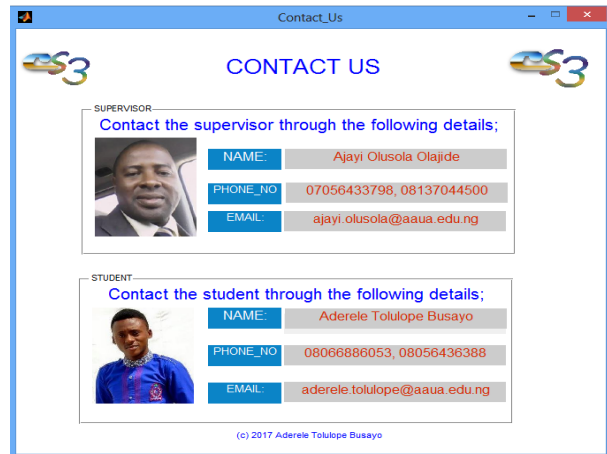 Contact_Us
CONTACT US
SUPERVISOR
Contact the supervisor through the following details;
NAME: Ajayi Olusola Olajide
PHONE_NO 07056433798, 08137044500
EMAIL: ajayi.olusola@aaua.edu.ng
STUDENT
Contact the student through the following details;
NAME: Aderele Tolulope Busayo
PHONE_NO 08066886053, 08056436388
EMAIL: aderele.tolulope@aaua.edu.ng
(c) 2017 Aderele Tolulope Busayo